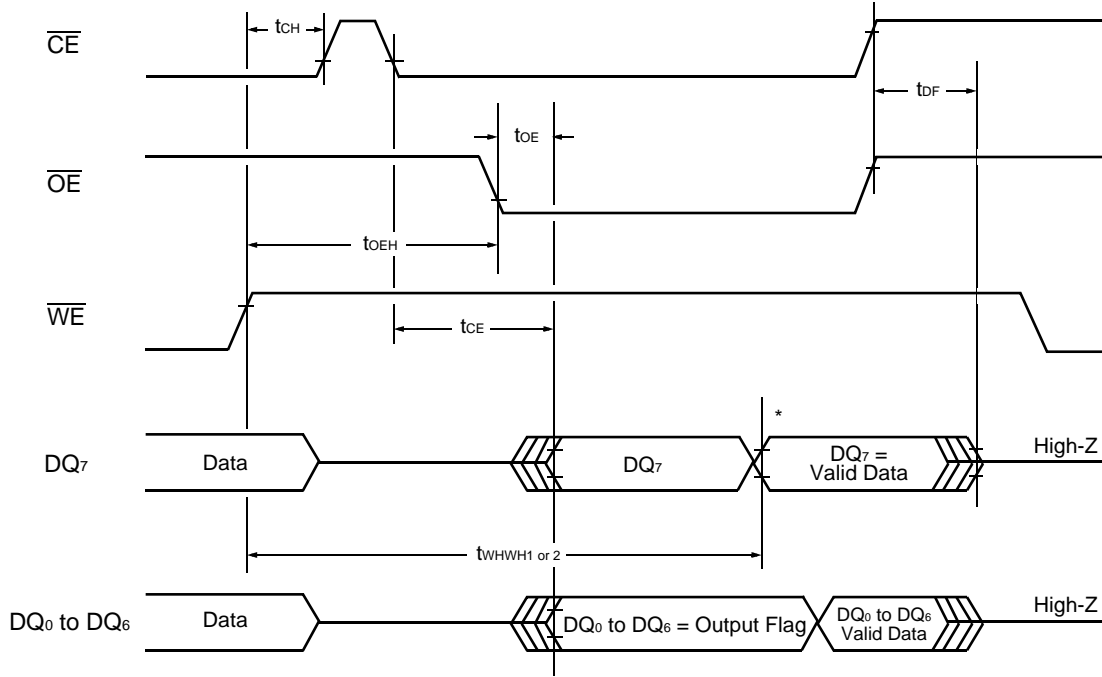 CE
tCH
tDF
tOE
OE
tOEH
WE
tCE
*
DQ7
Data
DQ7
DQ7 =
Valid Data
High-Z
tWHWH1 or 2
DQ0 to DQ6
Data
DQ0 to DQ6 = Output Flag
DQ0 to DQ6
Valid Data
High-Z